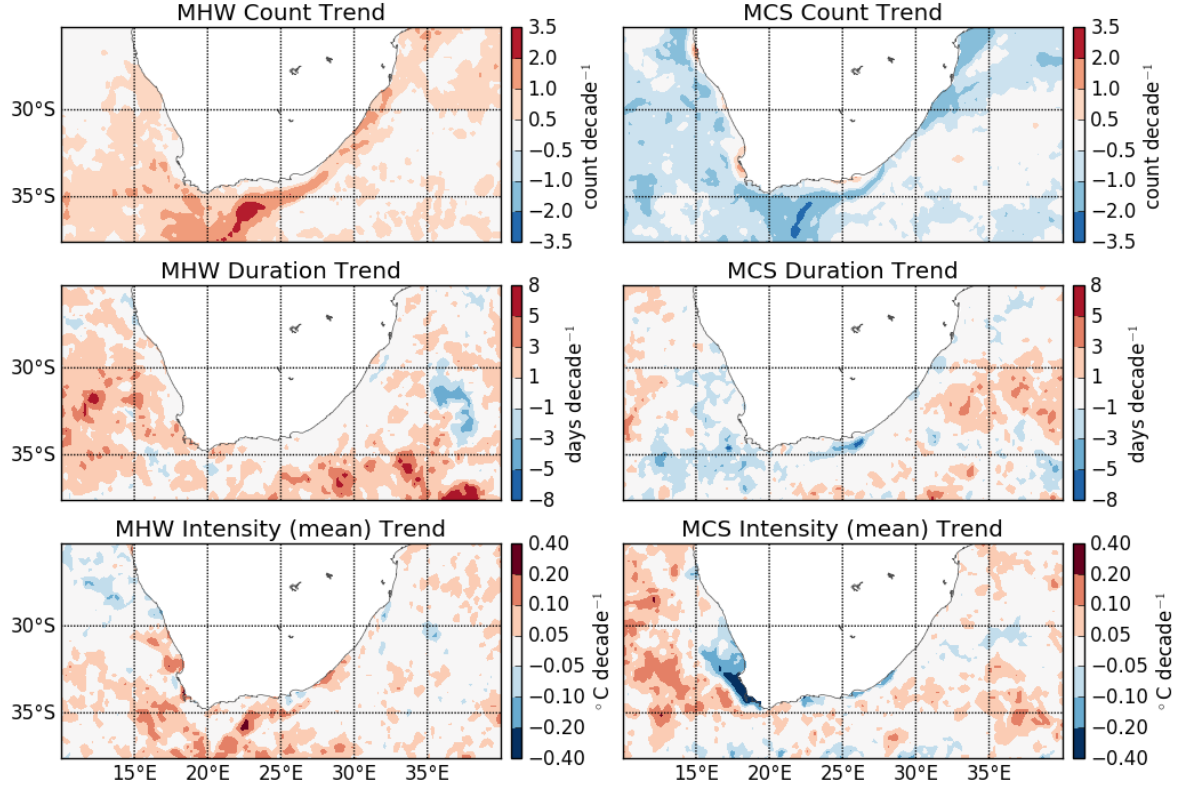 MHW Count Trend
3.5
2.0
1.0
0.5
−0.5
−1.0
−2.0
−3.5
count decade⁻¹
30°S
35°S
MCS Count Trend
3.5
2.0
1.0
0.5
−0.5
−1.0
−2.0
−3.5
count decade⁻¹
MHW Duration Trend
8
5
3
1
−1
−3
−5
−8
days decade⁻¹
30°S
35°S
MCS Duration Trend
8
5
3
1
−1
−3
−5
−8
days decade⁻¹
MHW Intensity (mean) Trend
0.40
0.20
0.10
0.05
−0.05
−0.10
−0.20
−0.40
°C decade⁻¹
30°S
35°S
15°E 20°E 25°E 30°E 35°E
MCS Intensity (mean) Trend
0.40
0.20
0.10
0.05
−0.05
−0.10
−0.20
−0.40
°C decade⁻¹
15°E 20°E 25°E 30°E 35°E